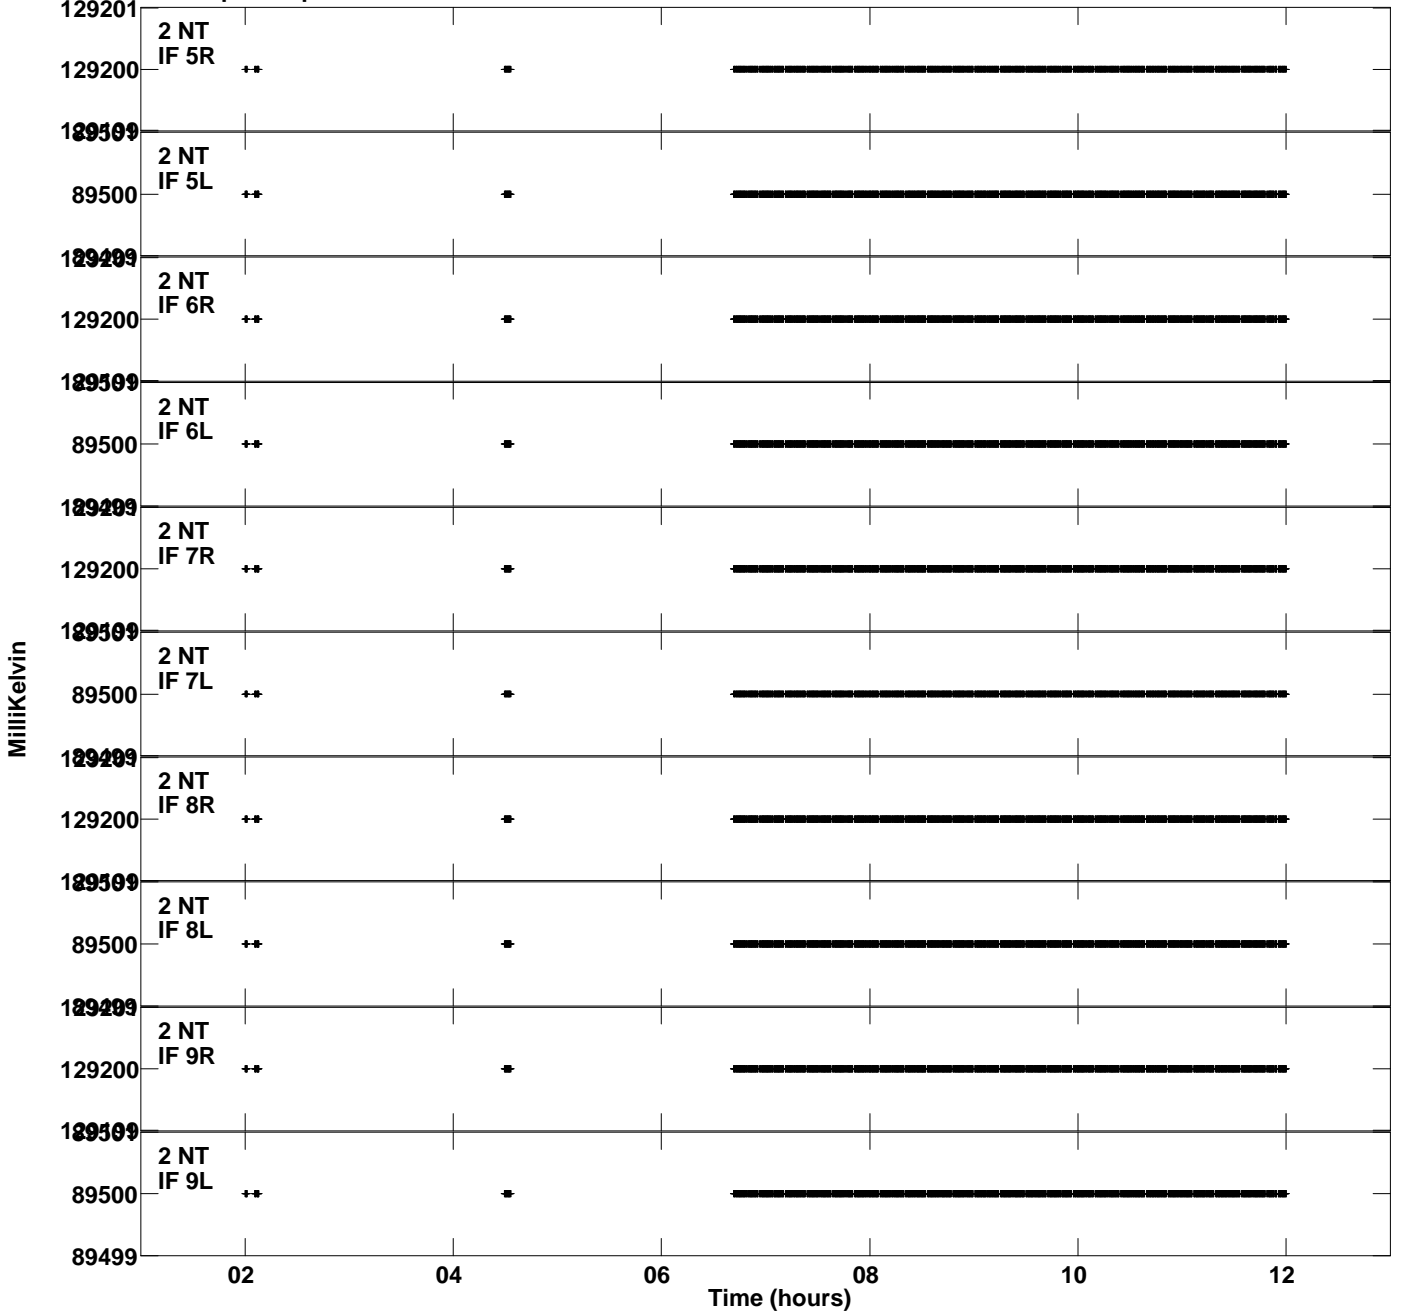 129201
2 NT
IF 5R
129200
2 NT
IF 5L
89500
2 NT
IF 6R
129200
2 NT
IF 6L
89500
2 NT
IF 7R
129200
MilliKelvin
2 NT
IF 7L
89500
2 NT
IF 8R
129200
2 NT
IF 8L
89500
2 NT
IF 9R
129200
2 NT
IF 9L
89500
89499
02 04 06 08 10 12
Time (hours)